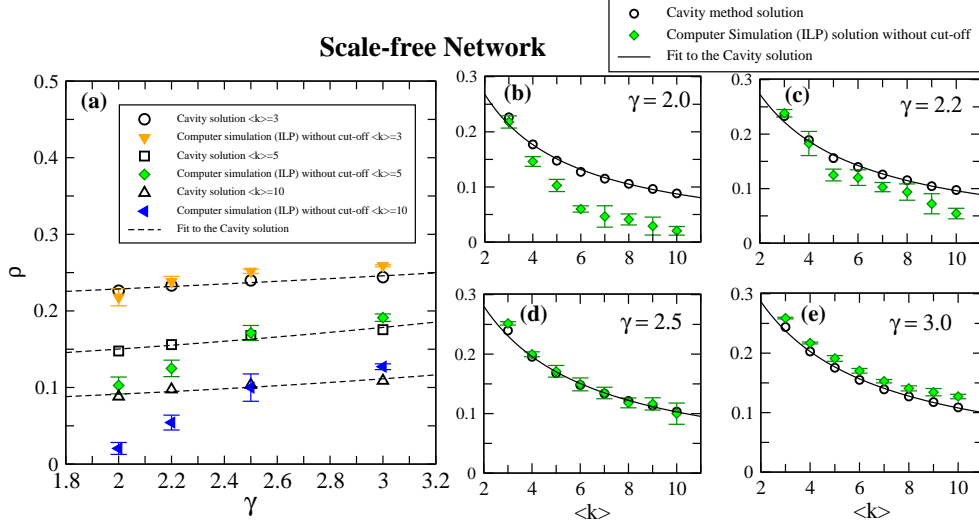 Cavity method solution
Computer Simulation (ILP) solution without cut-off
Fit to the Cavity solution
Scale-free Network
(a)
Cavity solution <k>=3
Computer simulation (ILP) without cut-off <k>=3
Cavity solution <k>=5
Computer simulation (ILP) without cut-off <k>=5
Cavity solution <k>=10
Computer simulation (ILP) without cut-off <k>=10
Fit to the Cavity solution
0.5
0.4
0.3
0.2
0.1
0
ρ
1.8 2 2.2 2.4 2.6 2.8 3 3.2
γ
(b)
γ = 2.0
0.3
0.2
0.1
0
2 4 6 8 10
(c)
γ = 2.2
0.3
0.2
0.1
0
2 4 6 8 10
(d)
γ = 2.5
0.3
0.2
0.1
0
2 4 6 8 10
<k>
(e)
γ = 3.0
0.3
0.2
0.1
0
2 4 6 8 10
<k>